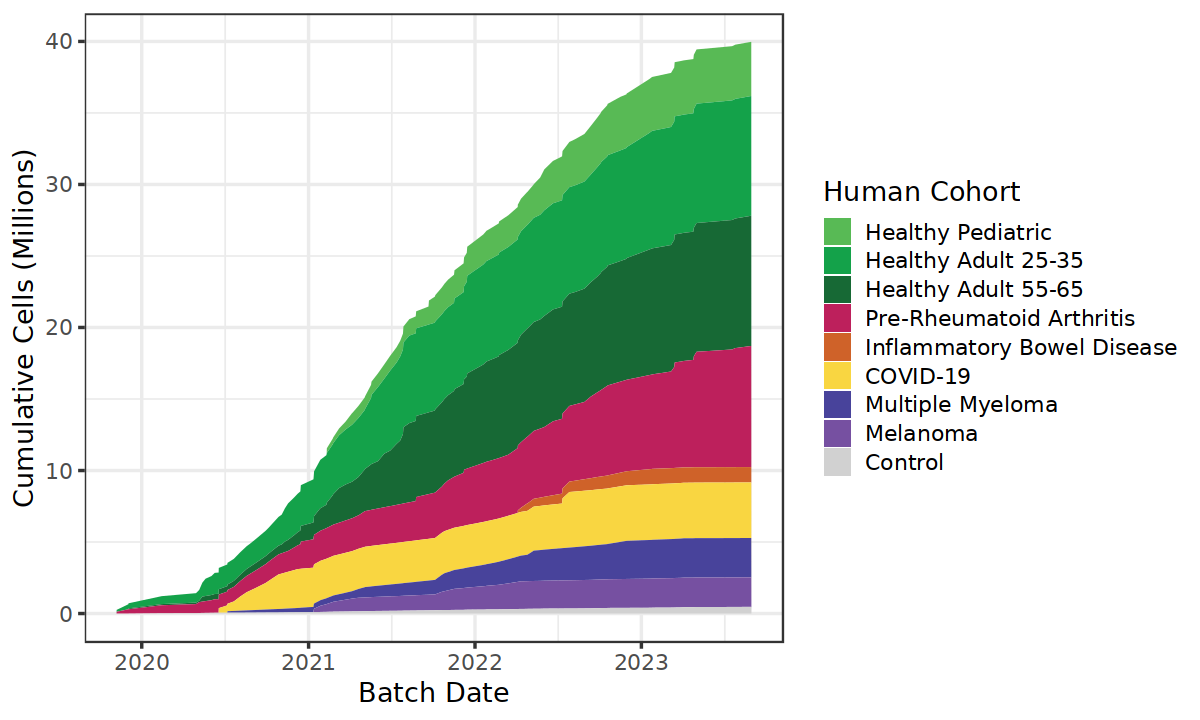 40
30
20
10
0
Cumulative Cells (Millions)
2020 2021 2022 2023
Batch Date
Human Cohort
Healthy Pediatric
Healthy Adult 25-35
Healthy Adult 55-65
Pre-Rheumatoid Arthritis
Inflammatory Bowel Disease
COVID-19
Multiple Myeloma
Melanoma
Control